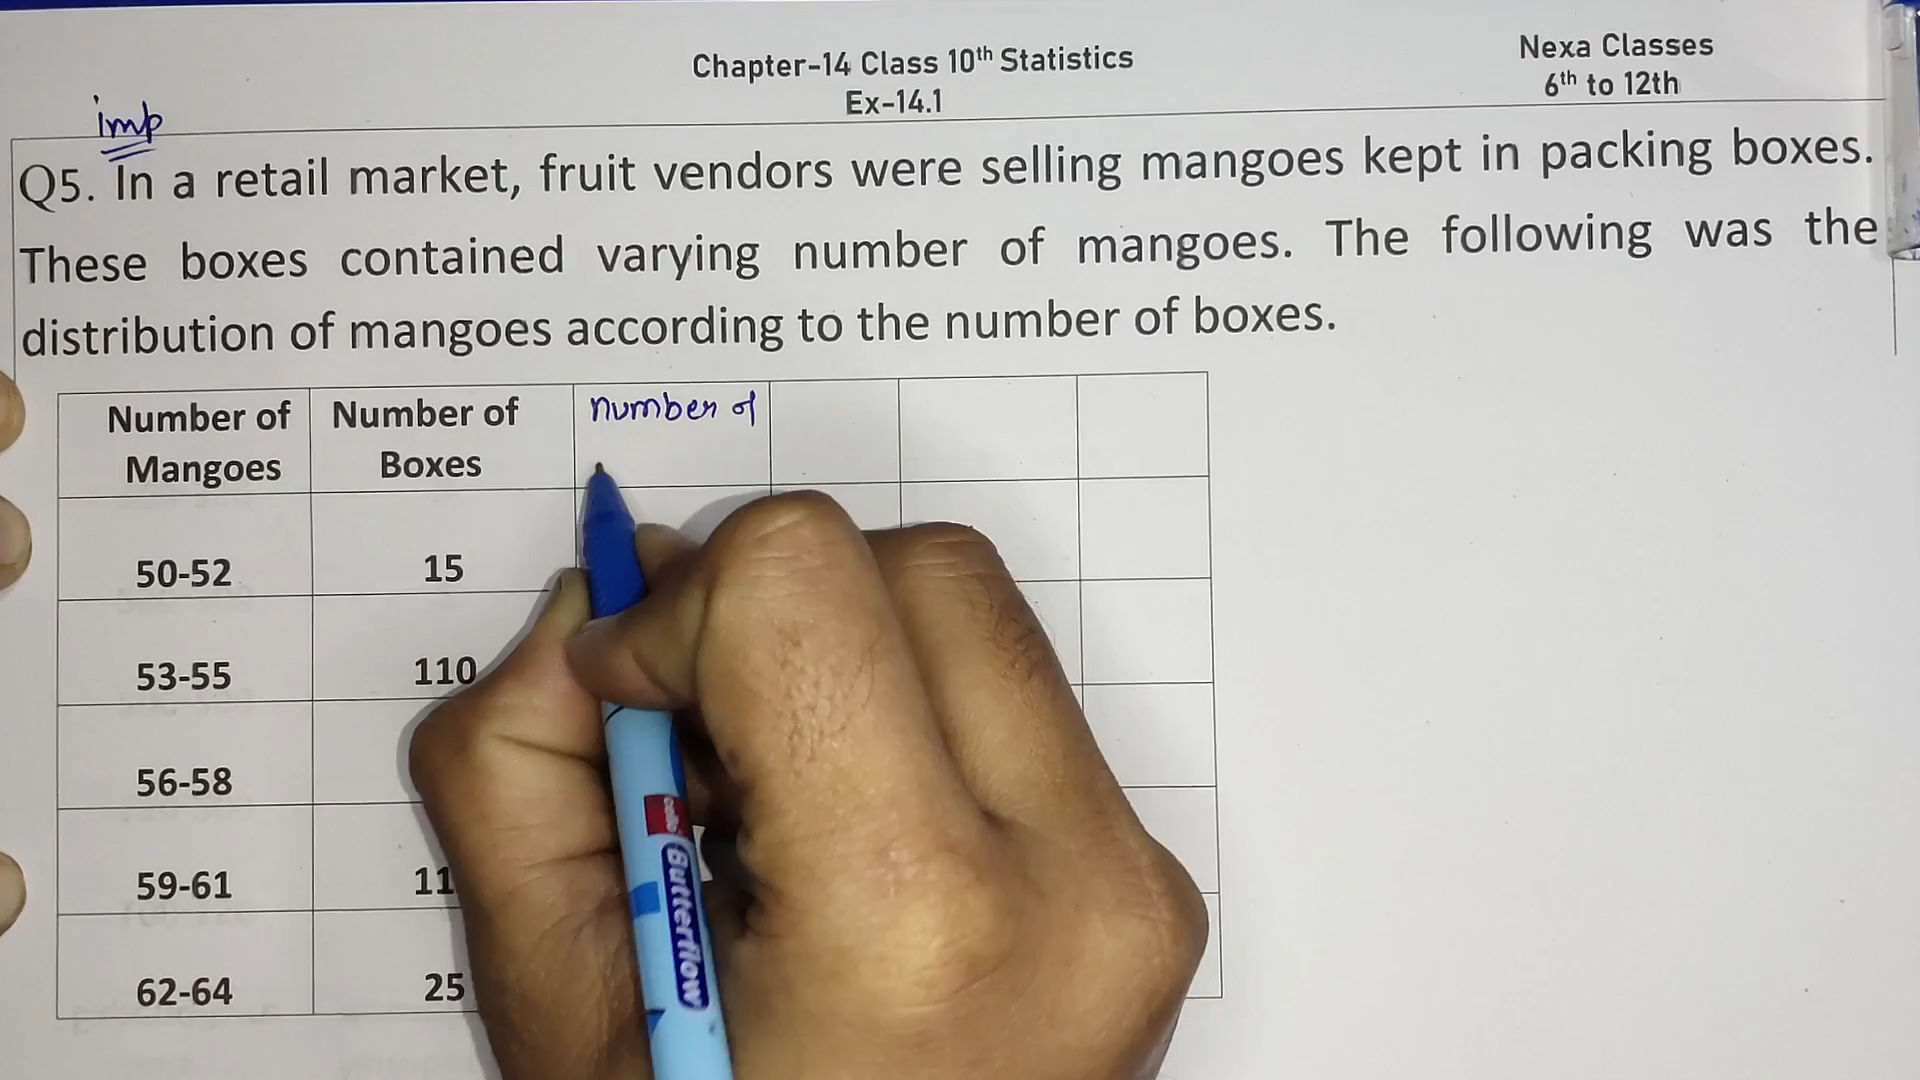 Chapter-14 Class 10th Statistics
Ex-14.1
Nexa Classes
6th to 12th
imp
Q5. In a retail market, fruit vendors were selling mangoes kept in packing boxes.
These boxes contained varying number of mangoes. The following was the
distribution of mangoes according to the number of boxes.
Number of Mangoes Number of Boxes number of
50-52 15
53-55 110
56-58
59-61 11
62-64 25
cello
Butterflow